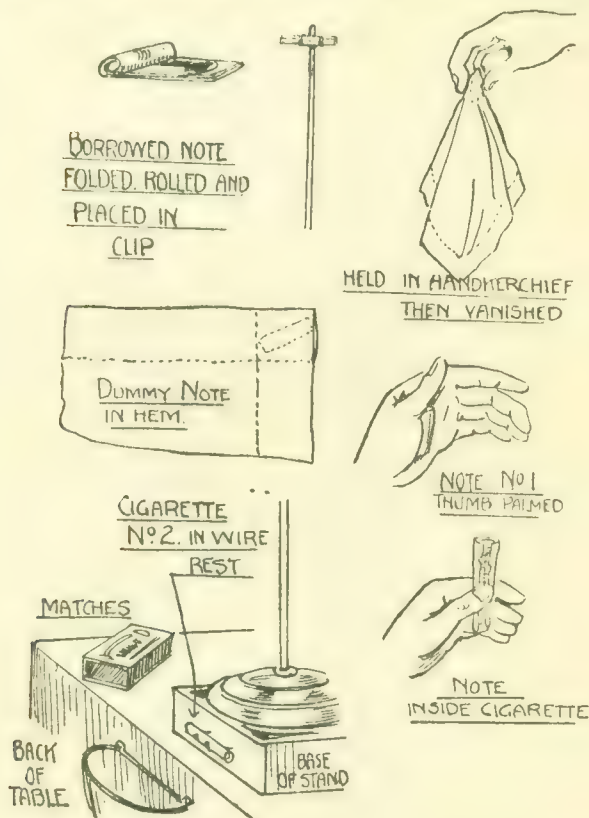 BORROWED NOTE
FOLDED. ROLLED AND
PLACED IN
CLIP
HELD IN HANDHERCHIEF
THEN VANISHED
DUMMY NOTE
IN HEM.
NOTE No 1
THUMB PALMED
CIGARETTE
No 2. IN WIRE
REST
MATCHES
NOTE
INSIDE CIGARETTE
BACK
OF
TABLE
BASE
OF STAND